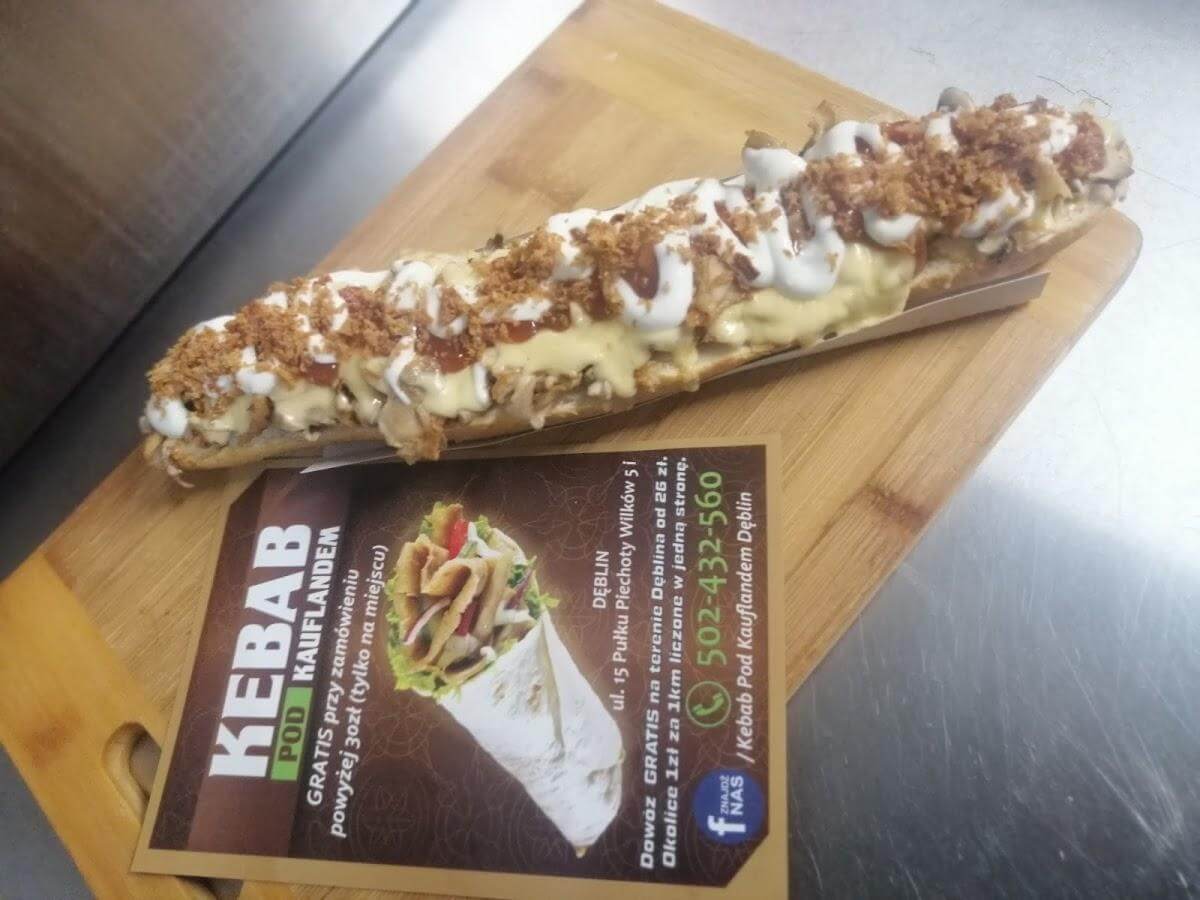 KEBAB
POD KAUFLANDEM
GRATIS przy zamówieniu
powyżej 30zł (tylko na miejscu)
DĘBLIN
ul. 15 Pułku Piechoty Wilków 5 i
Dowóz GRATIS na terenie Dęblina od 26 zł.
Okolice 1zł za 1km liczone w jedną stronę.
502-432-560
f ZNAJDŹ NAS / Kebab Pod Kauflandem Dęblin